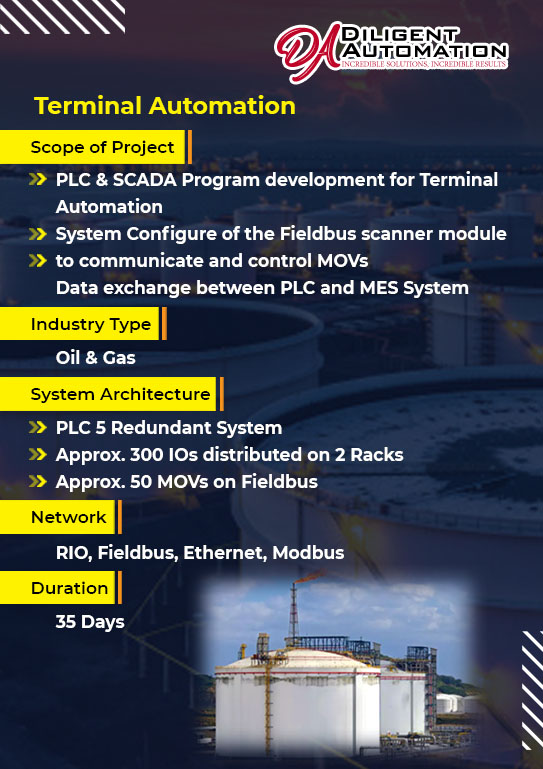 DA DILIGENT
AUTOMATION
INCREDIBLE SOLUTIONS, INCREDIBLE RESULTS
Terminal Automation
Scope of Project
PLC & SCADA Program development for Terminal
Automation
System Configure of the Fieldbus scanner module
to communicate and control MOVs
Data exchange between PLC and MES System
Industry Type
Oil & Gas
System Architecture
PLC 5 Redundant System
Approx. 300 IOs distributed on 2 Racks
Approx. 50 MOVs on Fieldbus
Network
RIO, Fieldbus, Ethernet, Modbus
Duration
35 Days